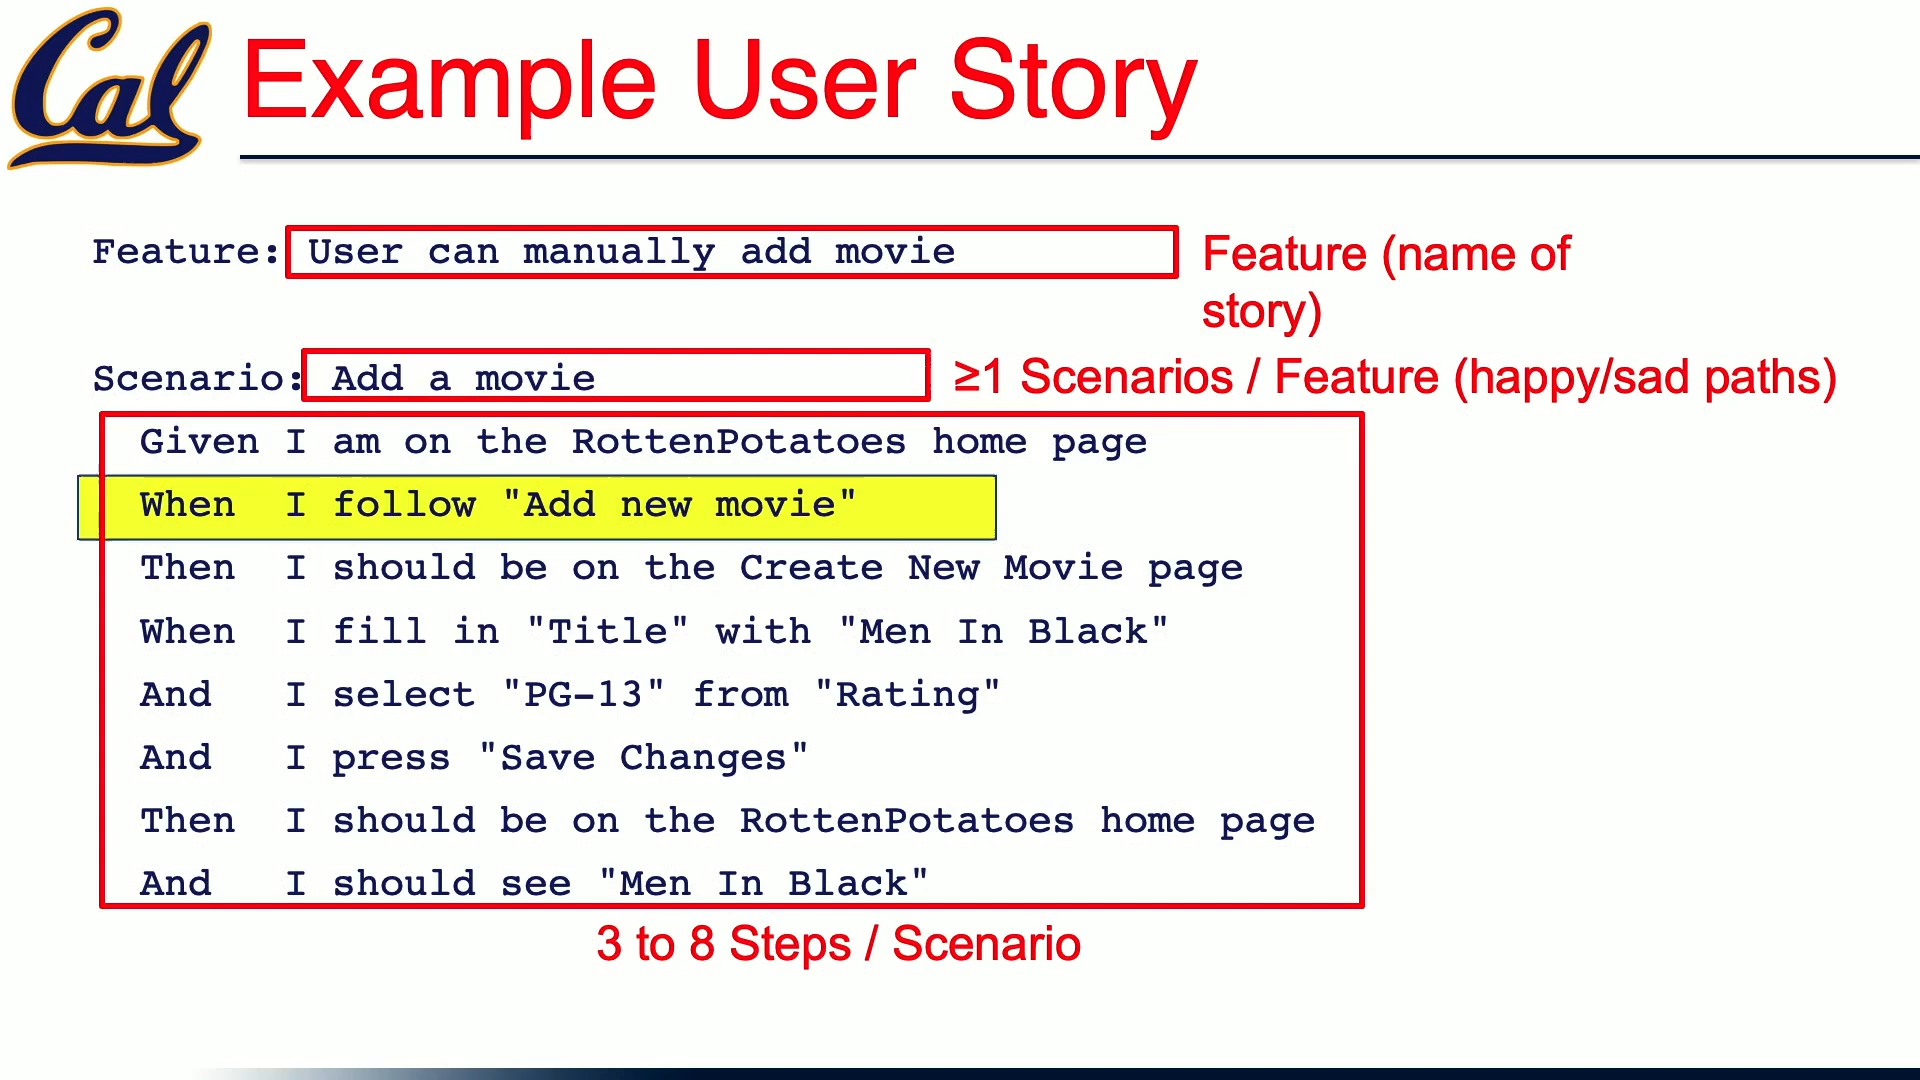 Cal
Example User Story
Feature: User can manually add movie
Feature (name of
story)
Scenario: Add a movie
≥1 Scenarios / Feature (happy/sad paths)
Given I am on the RottenPotatoes home page
When I follow "Add new movie"
Then I should be on the Create New Movie page
When I fill in "Title" with "Men In Black"
And I select "PG-13" from "Rating"
And I press "Save Changes"
Then I should be on the RottenPotatoes home page
And I should see "Men In Black"
3 to 8 Steps / Scenario